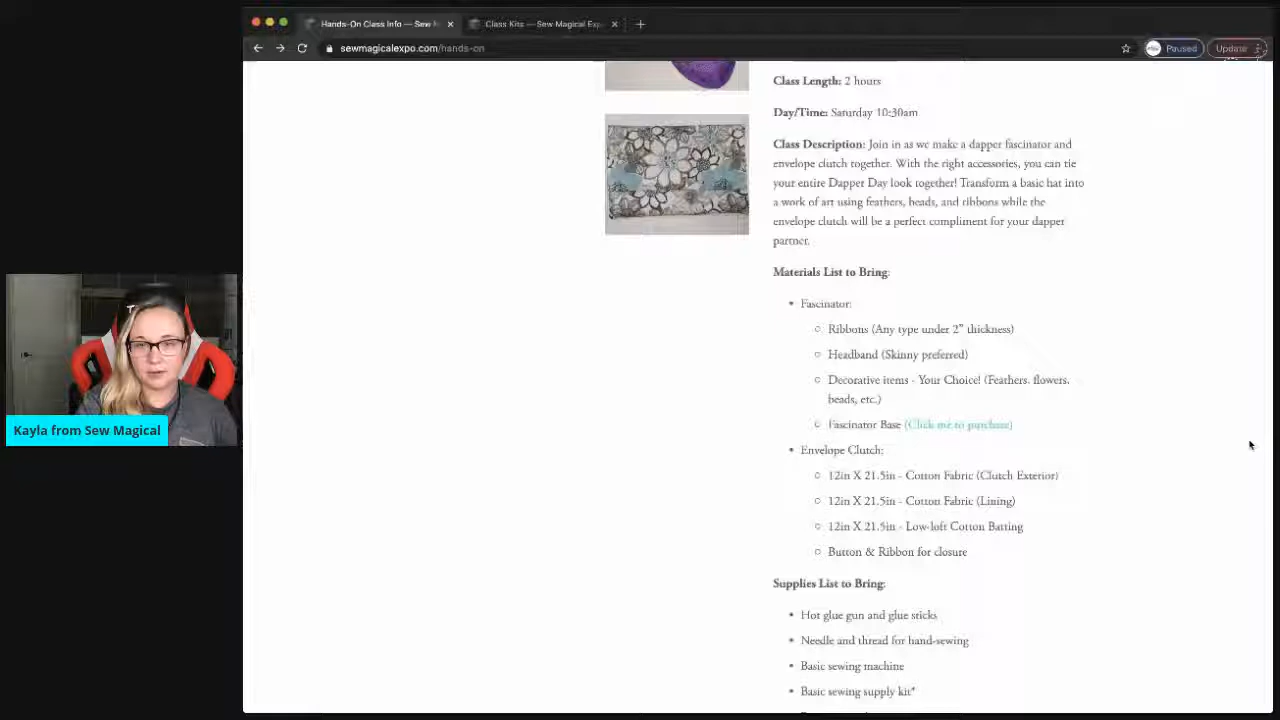 Hands-On Class Info — Sew M
Class Kits — Sew Magical Exp
sewmagicalexpo.com/hands-on
Paused
Update
Class Length: 2 hours
Day/Time: Saturday 10:30am
Class Description: Join in as we make a dapper fascinator and
envelope clutch together. With the right accessories, you can tie
your entire Dapper Day look together! Transform a basic hat into
a work of art using feathers, beads, and ribbons while the
envelope clutch will be a perfect compliment for your dapper
partner.
Materials List to Bring:
Fascinator:
Ribbons (Any type under 2" thickness)
Headband (Skinny preferred)
Decorative items - Your Choice! (Feathers. flowers.
beads, etc.)
Fascinator Base (Click me to purchase)
Envelope Clutch:
12in X 21.5in - Cotton Fabric (Clutch Exterior)
12in X 21.5in - Cotton Fabric (Lining)
12in X 21.5in - Low-loft Cotton Batting
Button & Ribbon for closure
Supplies List to Bring:
Hot glue gun and glue sticks
Needle and thread for hand-sewing
Basic sewing machine
Basic sewing supply kit*
Kayla from Sew Magical